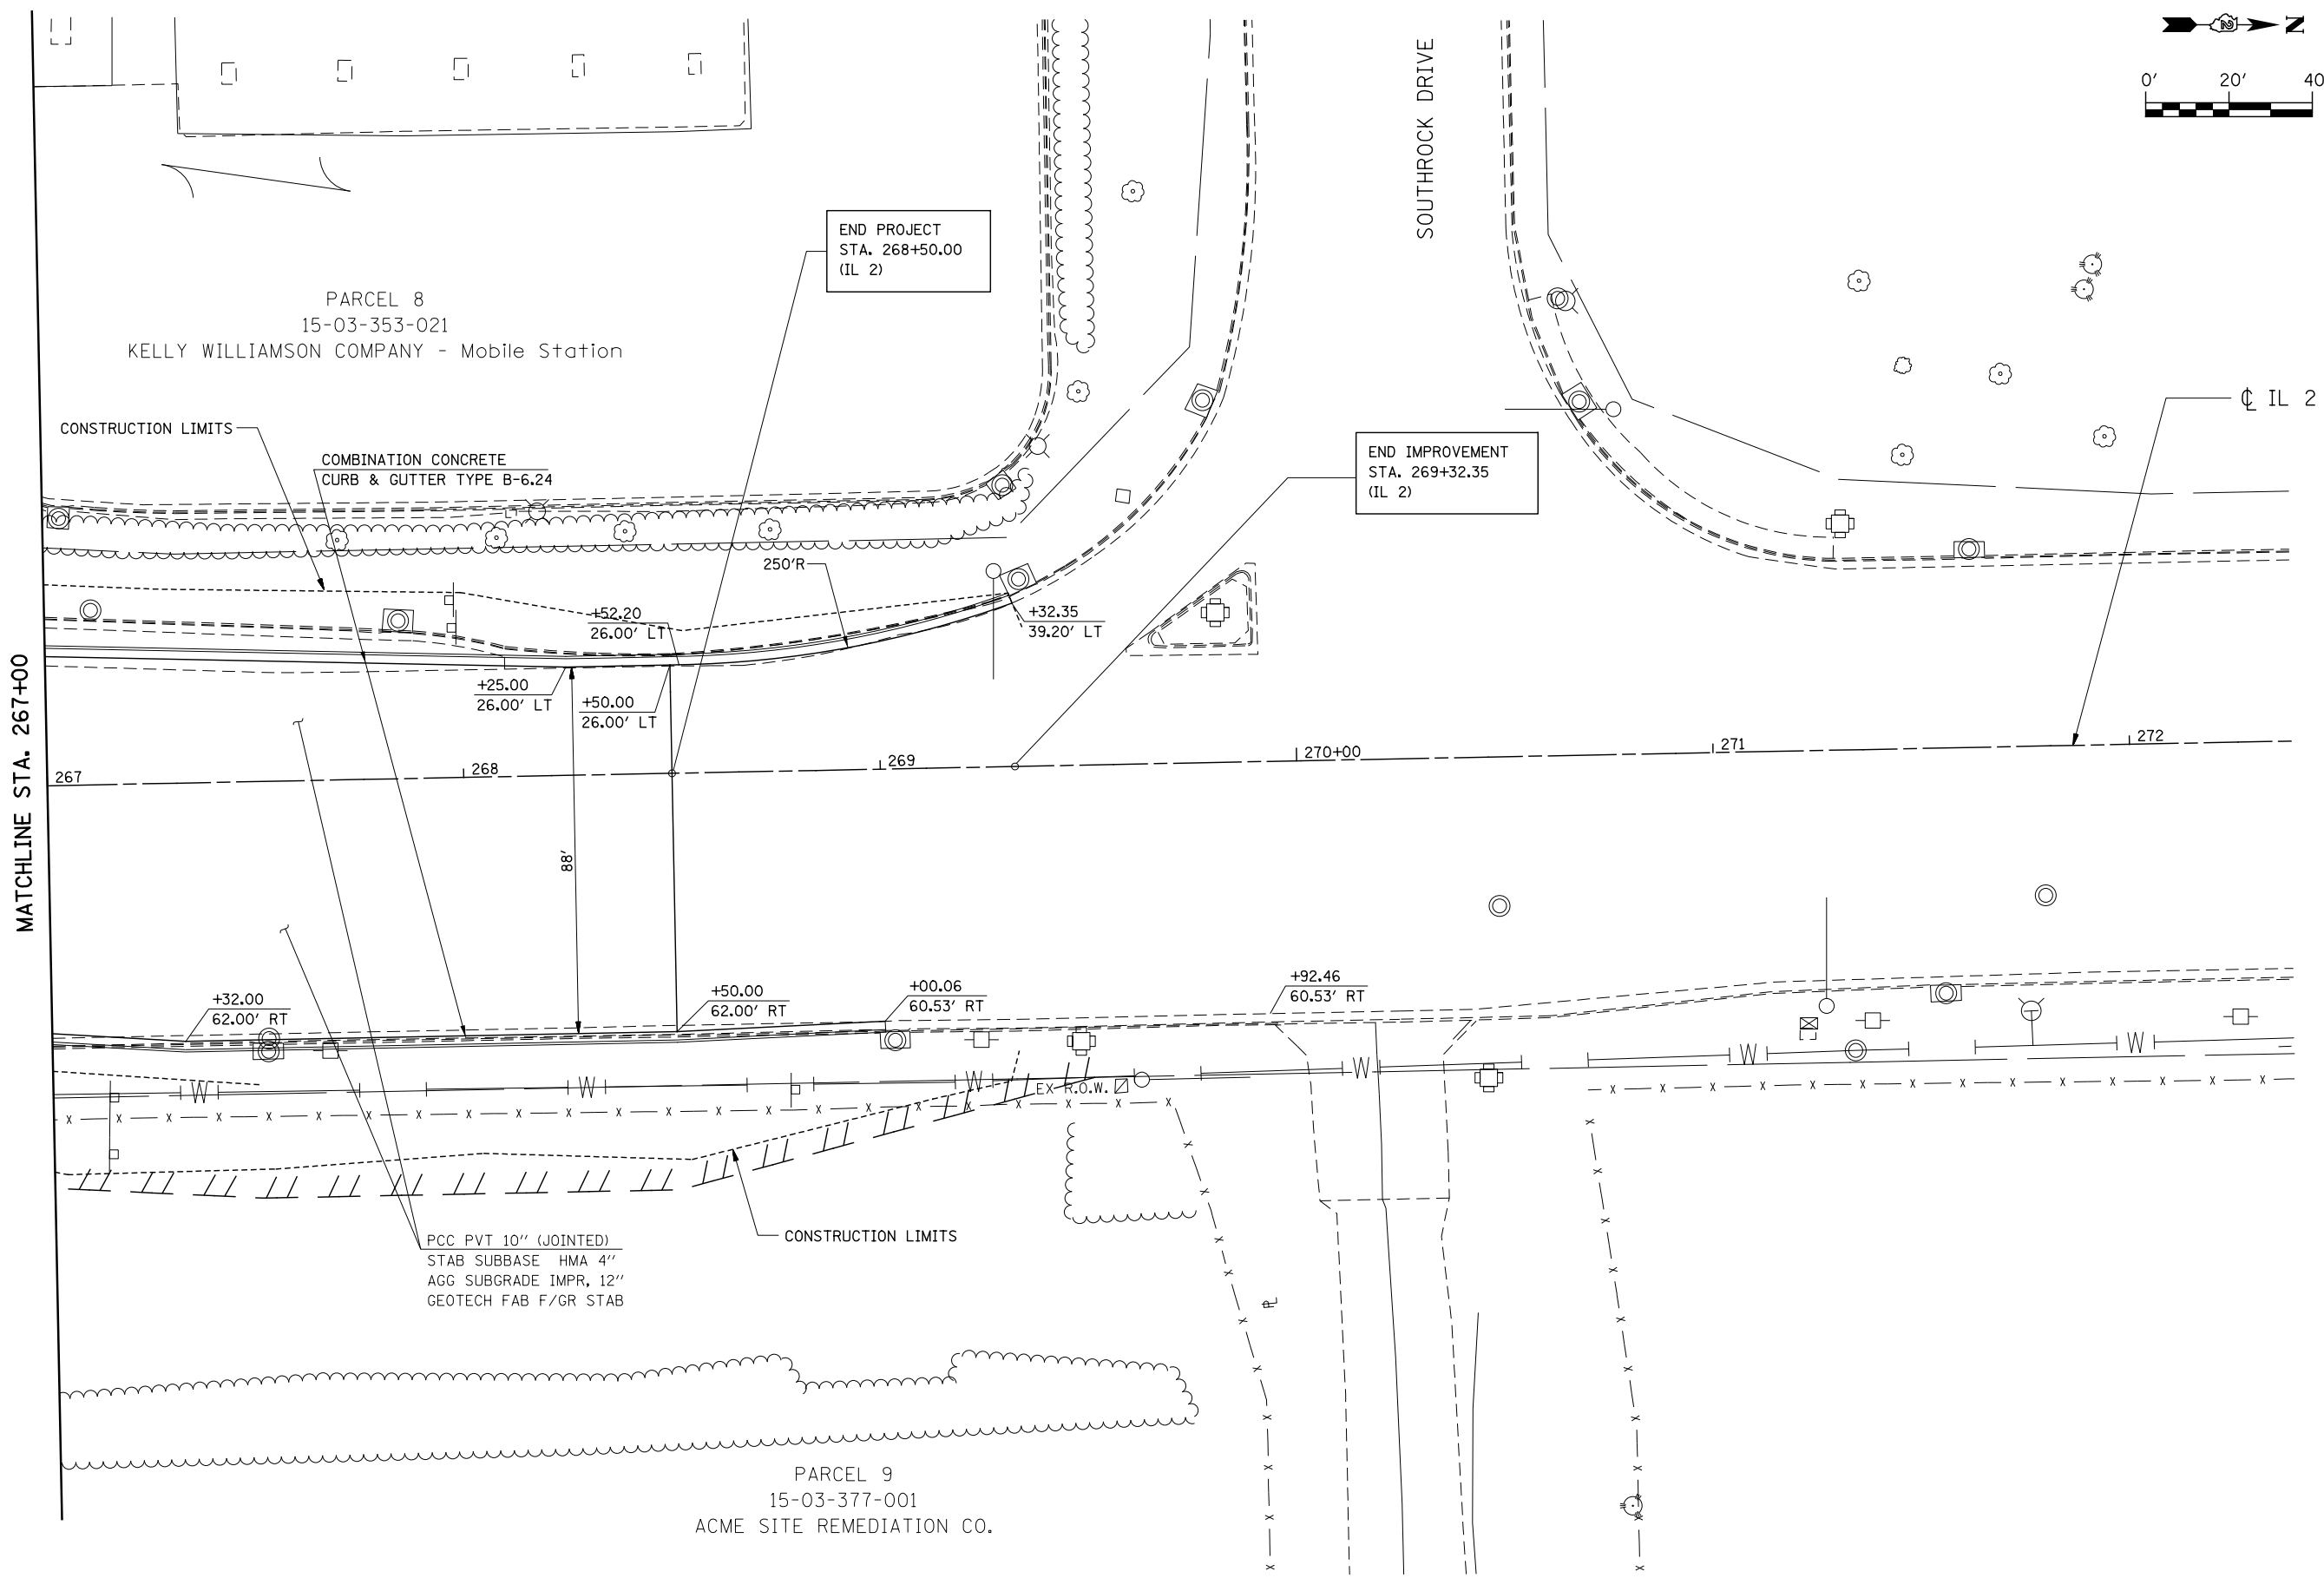 N
0' 20' 40
SOUTHROCK DRIVE
END PROJECT
STA. 268+50.00
(IL 2)
PARCEL 8
15-03-353-021
KELLY WILLIAMSON COMPANY - Mobile Station
℄ IL 2
CONSTRUCTION LIMITS
COMBINATION CONCRETE
CURB & GUTTER TYPE B-6.24
END IMPROVEMENT
STA. 269+32.35
(IL 2)
250'R
+52.20
26.00' LT
+32.35
39.20' LT
+25.00
26.00' LT
+50.00
26.00' LT
MATCHLINE STA. 267+00
267
268
269
270+00
271
272
88'
+32.00
62.00' RT
+50.00
62.00' RT
+00.06
60.53' RT
+92.46
60.53' RT
W W W W W W
EX R.O.W.
CONSTRUCTION LIMITS
PCC PVT 10" (JOINTED)
STAB SUBBASE HMA 4"
AGG SUBGRADE IMPR, 12"
GEOTECH FAB F/GR STAB
PL
PARCEL 9
15-03-377-001
ACME SITE REMEDIATION CO.